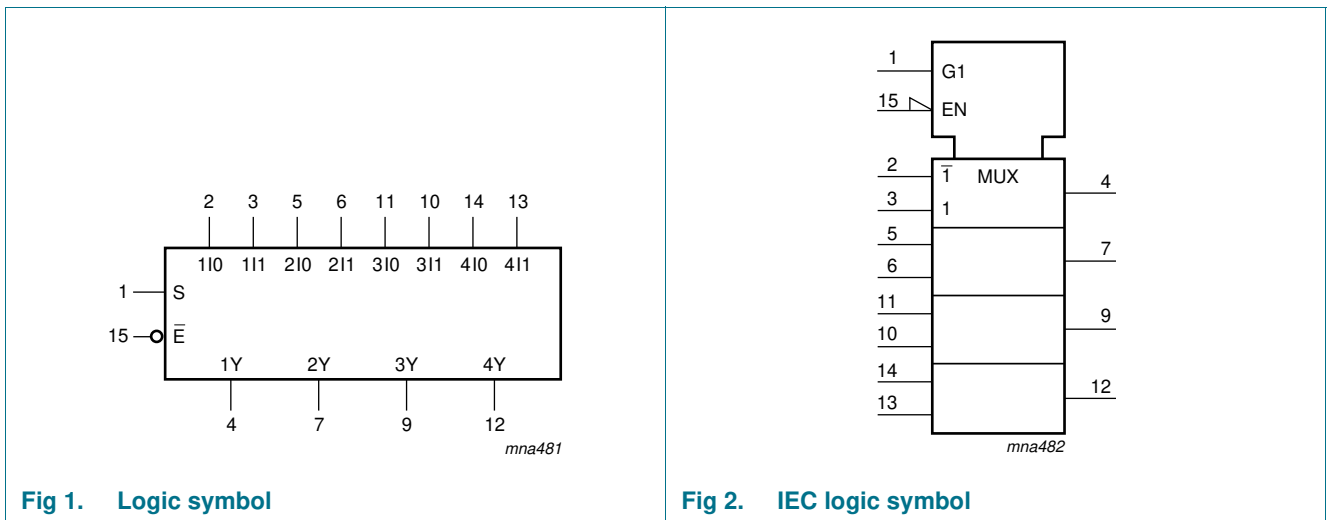 2 3 5 6 11 10 14 13
1I0 1I1 2I0 2I1 3I0 3I1 4I0 4I1
1 S
15 E̅
1Y 2Y 3Y 4Y
4 7 9 12
mna481
Fig 1. Logic symbol
1 G1
15 EN
2 1̅ MUX 4
3 1
5
7
6
11
9
10
14
12
13
mna482
Fig 2. IEC logic symbol